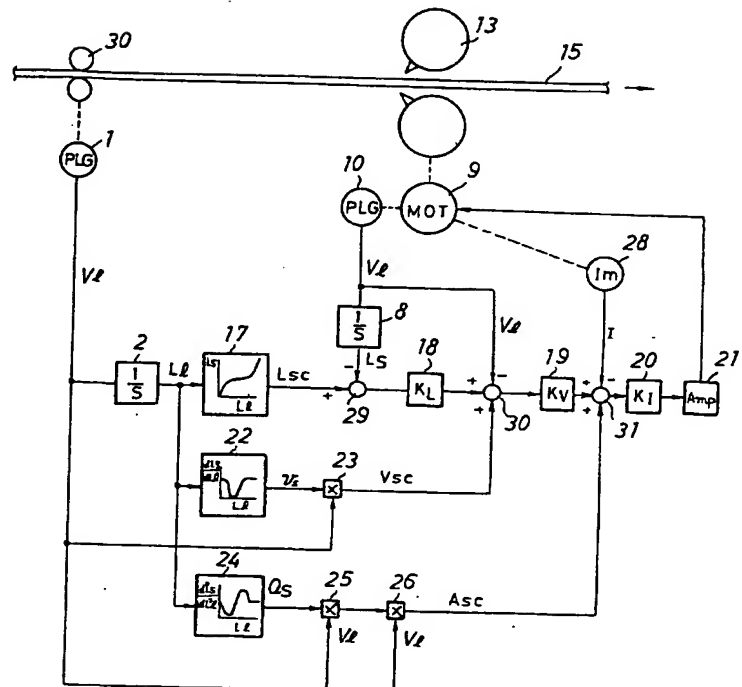 30
13
15
1
PLG
10
9
PLG
MOT
28
Im
Vℓ
Vℓ
Vℓ
I
8
1/S
2
1/S
Lℓ
17
Ls
Lℓ
Lsc
-
Ls
+
29
18
KL
+
-
+
30
19
KV
+
-
+
31
20
KI
21
Amp
22
Lℓ
Vs
23
×
Vsc
24
Lℓ
25
×
26
×
Asc
Vℓ
Vℓ